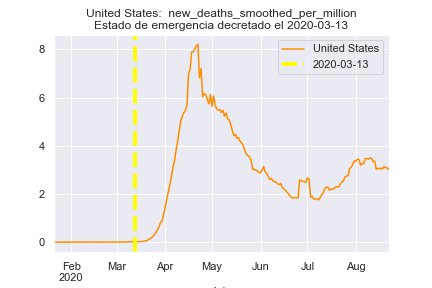 United States:  new_deaths_smoothed_per_million
Estado de emergencia decretado el 2020-03-13
United States
2020-03-13
8
6
4
2
0
Feb Mar Apr May Jun Jul Aug
2020